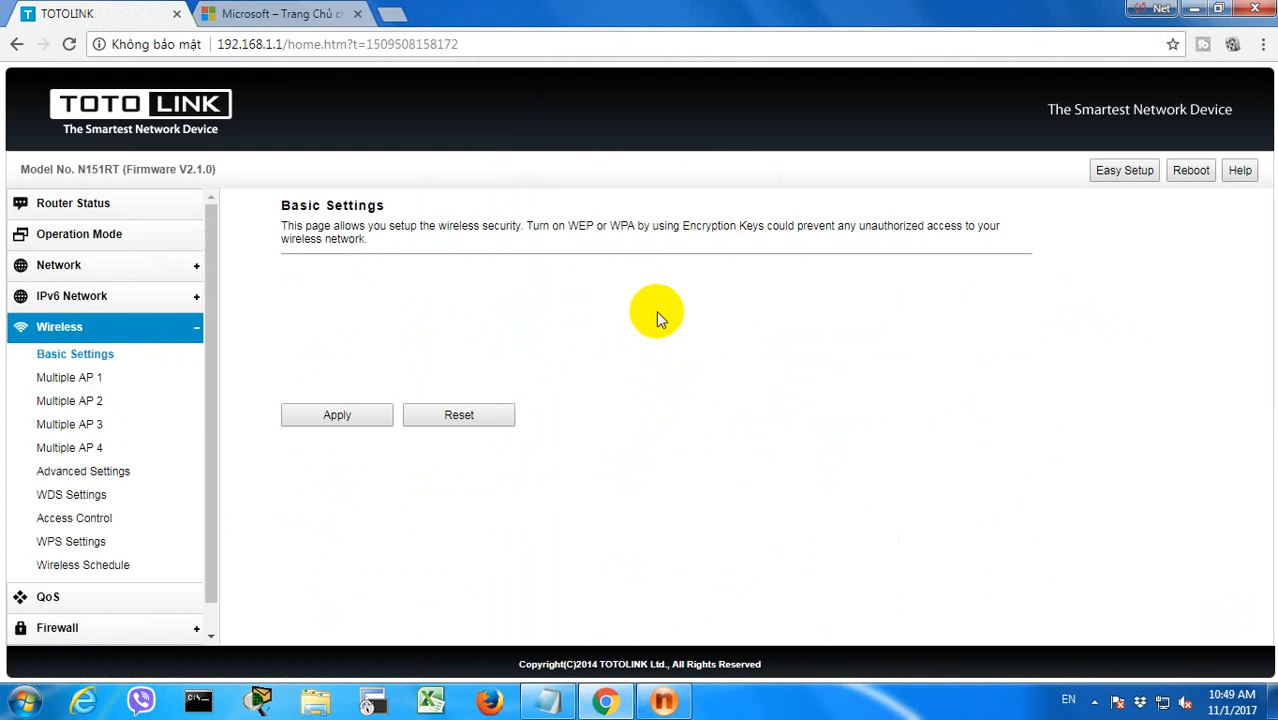 TOTOLINK
Microsoft – Trang Chủ ch
Net
Không bảo mật
192.168.1.1/home.htm?t=1509508158172
TOTO LINK
The Smartest Network Device
The Smartest Network Device
Model No. N151RT (Firmware V2.1.0)
Easy Setup
Reboot
Help
Router Status
Operation Mode
Network +
IPv6 Network +
Wireless -
Basic Settings
Multiple AP 1
Multiple AP 2
Multiple AP 3
Multiple AP 4
Advanced Settings
WDS Settings
Access Control
WPS Settings
Wireless Schedule
QoS
Firewall +
Basic Settings
This page allows you setup the wireless security. Turn on WEP or WPA by using Encryption Keys could prevent any unauthorized access to your
wireless network.
Apply
Reset
Copyright(C)2014 TOTOLINK Ltd., All Rights Reserved
EN
10:49 AM
11/1/2017